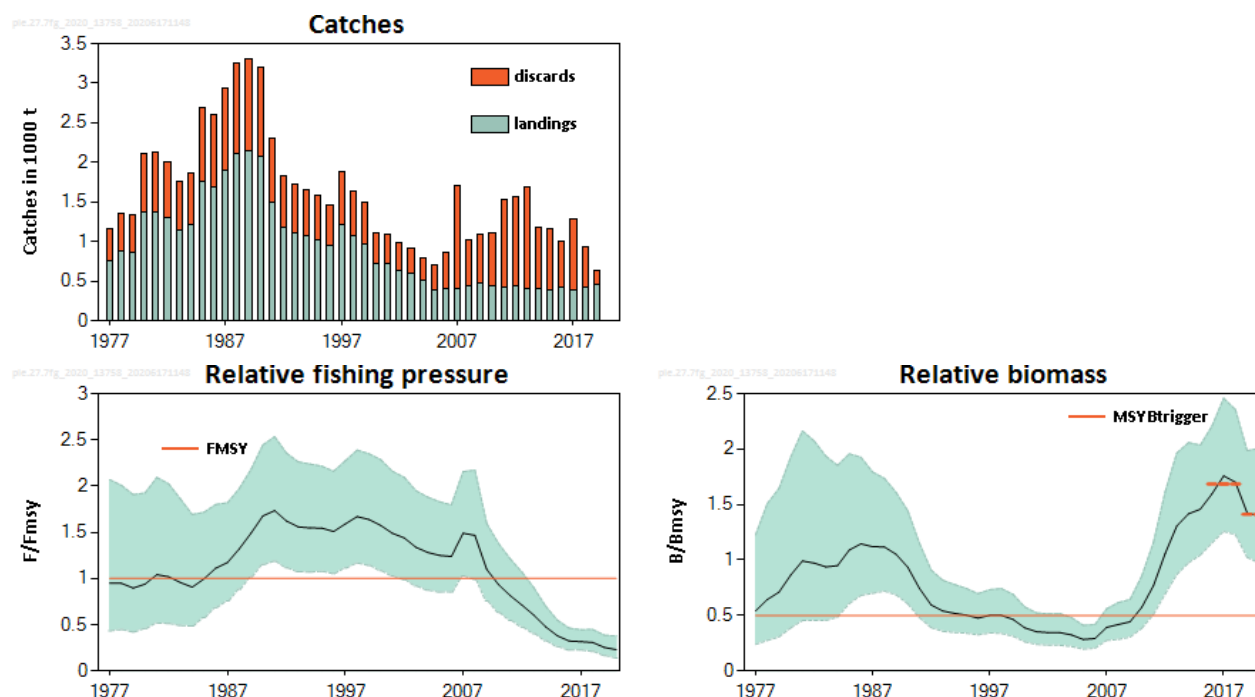 ple.27.7fg_2020_13758_20206171148
Catches
3.5
3
2.5
2
1.5
1
0.5
0
Catches in 1000 t
discards
landings
1977
1987
1997
2007
2017
ple.27.7fg_2020_13758_20206171148
Relative fishing pressure
3
2.5
2
1.5
1
0.5
0
F/Fmsy
FMSY
1977
1987
1997
2007
2017
ple.27.7fg_2020_13758_20206171148
Relative biomass
2.5
2
1.5
1
0.5
0
B/Bmsy
MSYBtrigger
1977
1987
1997
2007
2017